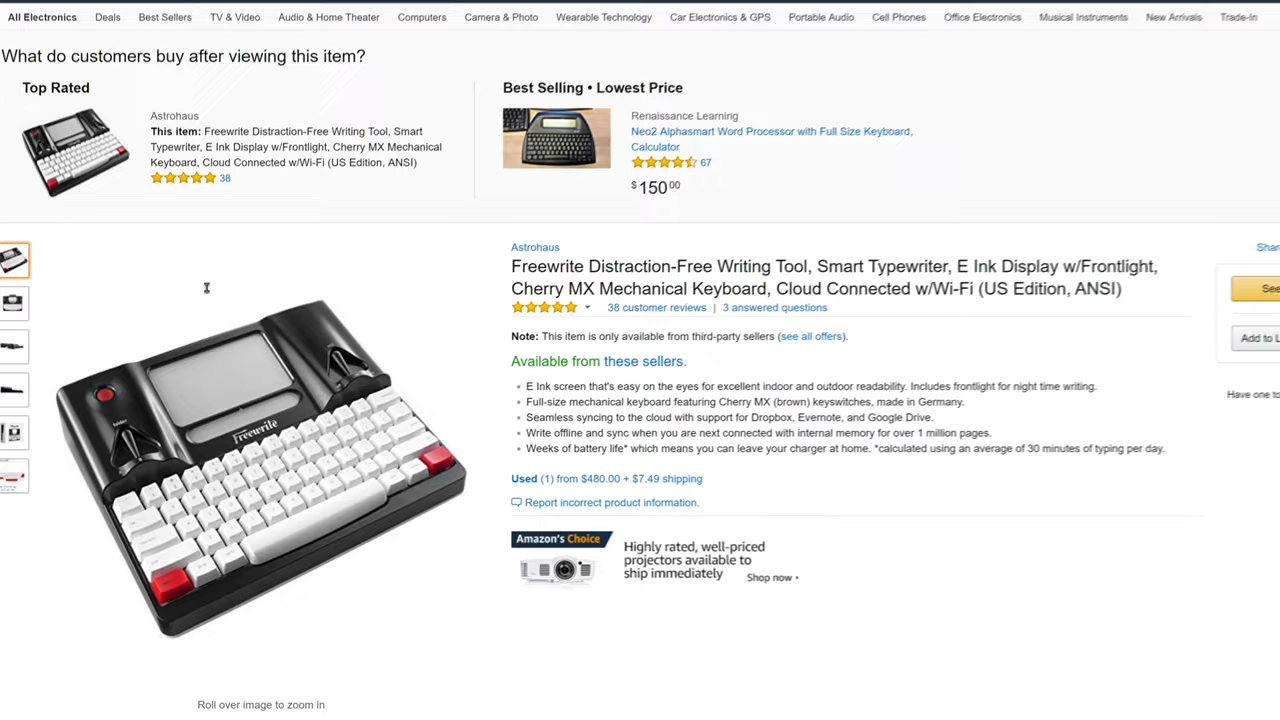 All Electronics Deals Best Sellers TV & Video Audio & Home Theater Computers Camera & Photo Wearable Technology Car Electronics & GPS Portable Audio Cell Phones Office Electronics Musical Instruments New Arrivals Trade-In
What do customers buy after viewing this item?
Top Rated
Astrohaus
This item: Freewrite Distraction-Free Writing Tool, Smart
Typewriter, E Ink Display w/Frontlight, Cherry MX Mechanical
Keyboard, Cloud Connected w/Wi-Fi (US Edition, ANSI)
38
Best Selling • Lowest Price
Renaissance Learning
Neo2 Alphasmart Word Processor with Full Size Keyboard,
Calculator
67
$150.00
Freewrite
Roll over image to zoom in
Astrohaus
Freewrite Distraction-Free Writing Tool, Smart Typewriter, E Ink Display w/Frontlight,
Cherry MX Mechanical Keyboard, Cloud Connected w/Wi-Fi (US Edition, ANSI)
38 customer reviews | 3 answered questions
Note: This item is only available from third-party sellers (see all offers).
Available from these sellers.
• E Ink screen that's easy on the eyes for excellent indoor and outdoor readability. Includes frontlight for night time writing.
• Full-size mechanical keyboard featuring Cherry MX (brown) keyswitches, made in Germany.
• Seamless syncing to the cloud with support for Dropbox, Evernote, and Google Drive.
• Write offline and sync when you are next connected with internal memory for over 1 million pages.
• Weeks of battery life* which means you can leave your charger at home. *calculated using an average of 30 minutes of typing per day.
Used (1) from $480.00 + $7.49 shipping
Report incorrect product information.
Amazon's Choice
Highly rated, well-priced
projectors available to
ship immediately Shop now
Shar
See
Add to L
Have one to